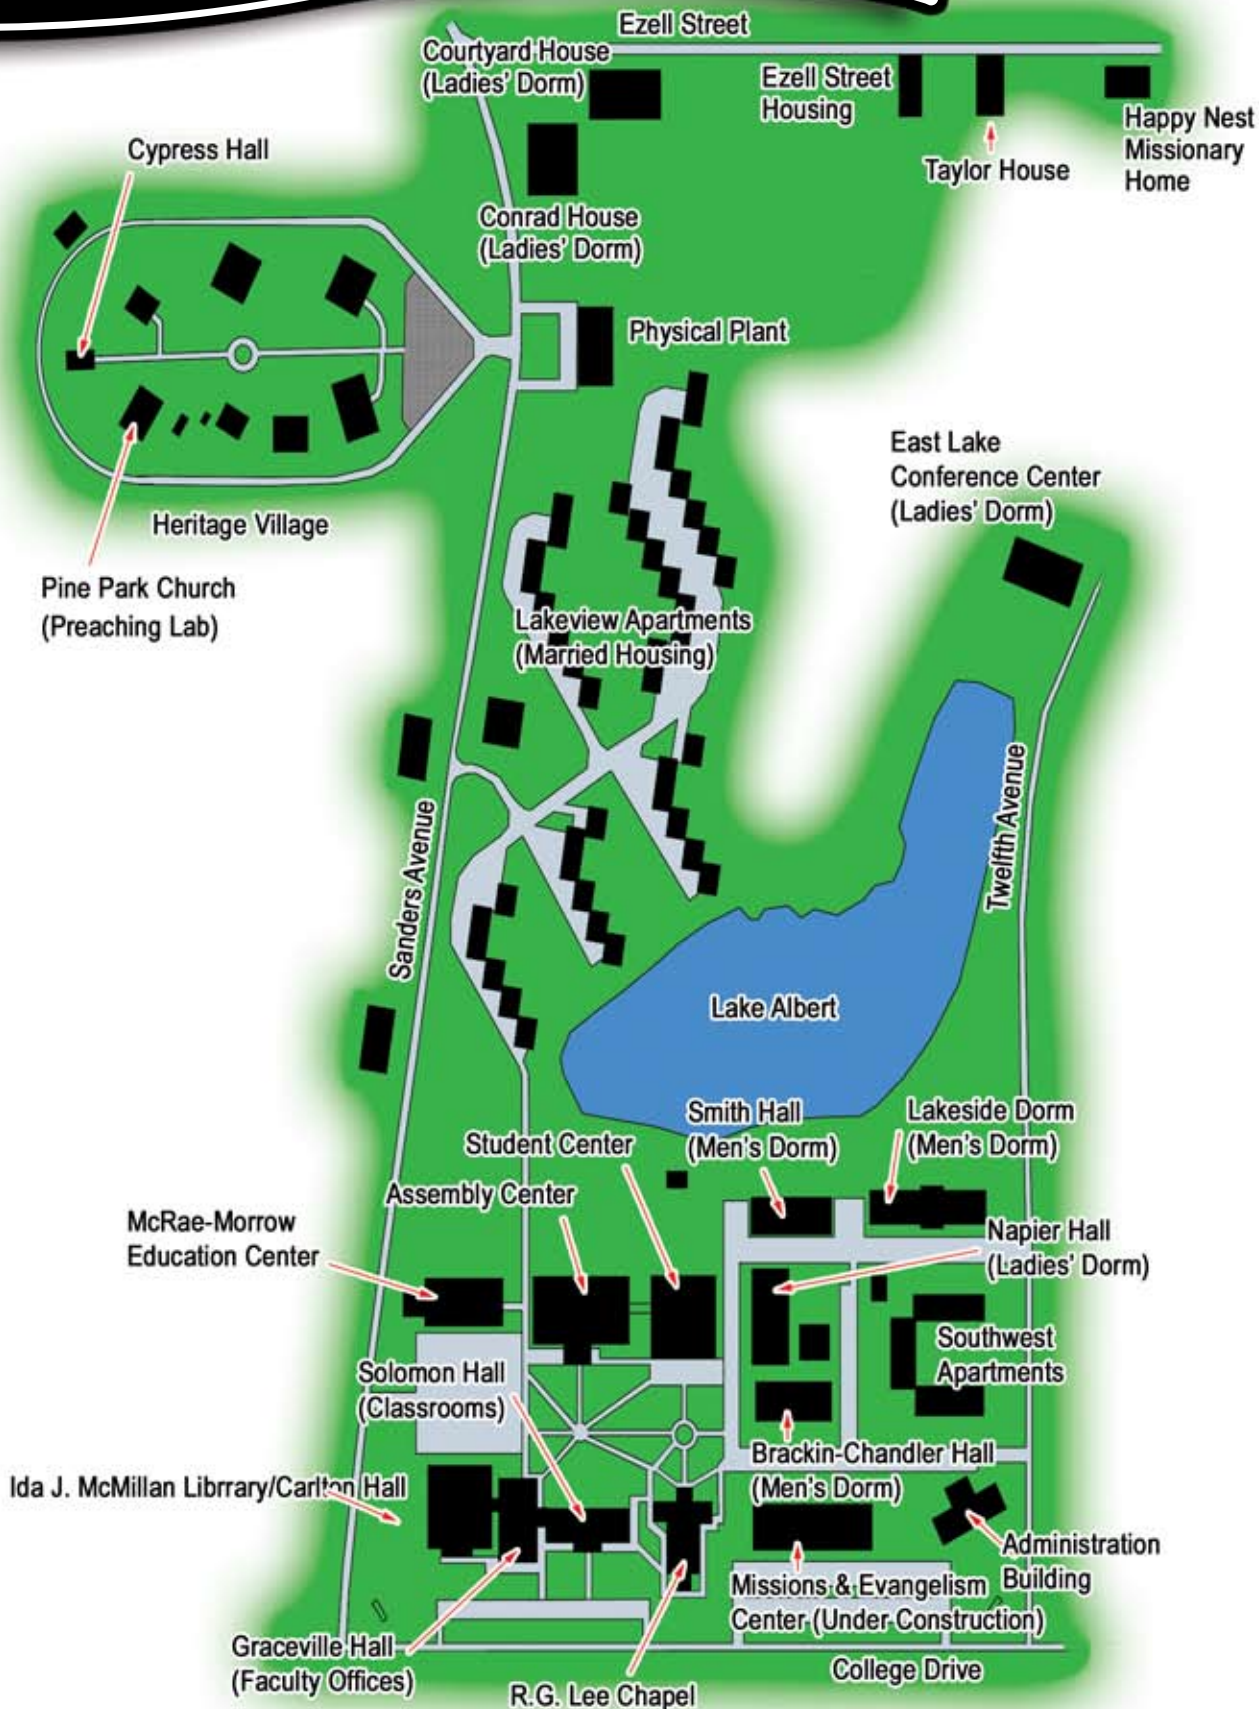 Ezell Street
Courtyard House
(Ladies' Dorm)
Ezell Street
Housing
Happy Nest
Missionary
Home
Taylor House
Cypress Hall
Conrad House
(Ladies' Dorm)
Physical Plant
East Lake
Conference Center
(Ladies' Dorm)
Heritage Village
Pine Park Church
(Preaching Lab)
Lakeview Apartments
(Married Housing)
Sanders Avenue
Twelfth Avenue
Lake Albert
Smith Hall
(Men's Dorm)
Lakeside Dorm
(Men's Dorm)
Student Center
Assembly Center
McRae-Morrow
Education Center
Napier Hall
(Ladies' Dorm)
Southwest
Apartments
Solomon Hall
(Classrooms)
Brackin-Chandler Hall
(Men's Dorm)
Ida J. McMillan Librrary/Carlton Hall
Administration
Building
Missions & Evangelism
Center (Under Construction)
Graceville Hall
(Faculty Offices)
R.G. Lee Chapel
College Drive